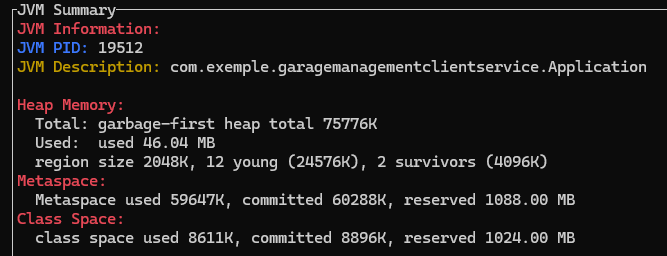 JVM Summary
JVM Information:
JVM PID: 19512
JVM Description: com.exemple.garagemanagementclientservice.Application
Heap Memory:
Total: garbage-first heap total 75776K
Used: used 46.04 MB
region size 2048K, 12 young (24576K), 2 survivors (4096K)
Metaspace:
Metaspace used 59647K, committed 60288K, reserved 1088.00 MB
Class Space:
class space used 8611K, committed 8896K, reserved 1024.00 MB